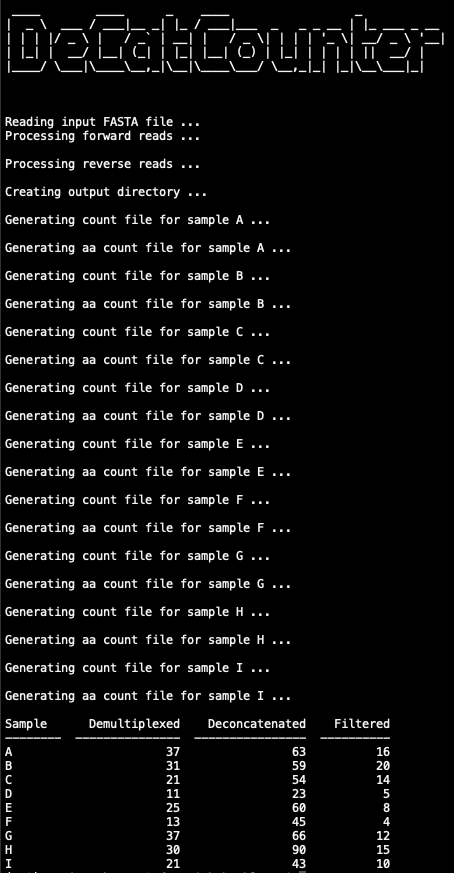 DeCatCounter
Reading input FASTA file ...
Processing forward reads ...
Processing reverse reads ...
Creating output directory ...
Generating count file for sample A ...
Generating aa count file for sample A ...
Generating count file for sample B ...
Generating aa count file for sample B ...
Generating count file for sample C ...
Generating aa count file for sample C ...
Generating count file for sample D ...
Generating aa count file for sample D ...
Generating count file for sample E ...
Generating aa count file for sample E ...
Generating count file for sample F ...
Generating aa count file for sample F ...
Generating count file for sample G ...
Generating aa count file for sample G ...
Generating count file for sample H ...
Generating aa count file for sample H ...
Generating count file for sample I ...
Generating aa count file for sample I ...
Sample Demultiplexed Deconcatenated Filtered
A 37 63 16
B 31 59 20
C 21 54 14
D 11 23 5
E 25 60 8
F 13 45 4
G 37 66 12
H 30 90 15
I 21 43 10